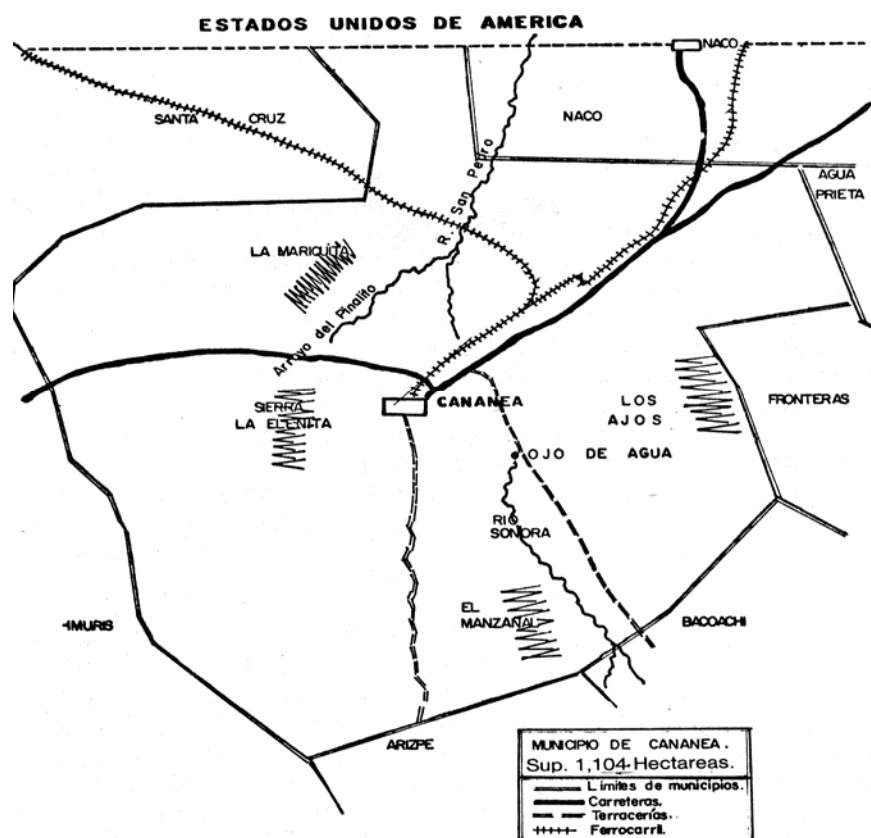 ESTADOS UNIDOS DE AMERICA
NACO
SANTA CRUZ
NACO
R. San Pedro
AGUA
PRIETA
LA MARIQUITA
Arroyo del Pinalito
SIERRA
LA ELENITA
CANANEA
LOS
AJOS
FRONTERAS
OJO DE AGUA
RIO
SONORA
EL
MANZANAL
IMURIS
BACOACHI
ARIZPE
MUNICIPIO DE CANANEA.
Sup. 1,104 Hectareas.
Límites de municipios.
Carreteras.
Terracerías.
Ferrocarril.